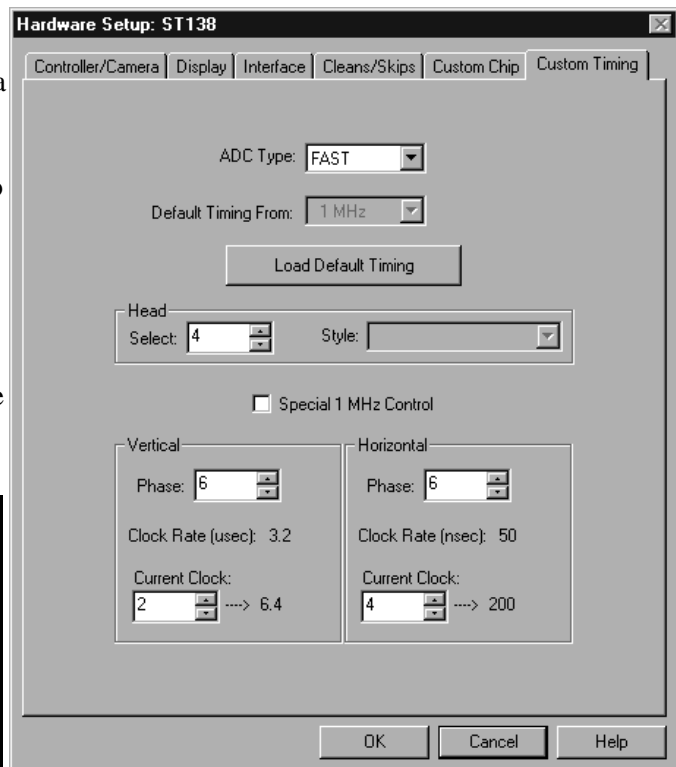 Hardware Setup: ST138
Controller/Camera Display Interface Cleans/Skips Custom Chip Custom Timing
a
ADC Type: FAST
Default Timing From: 1 MHz
Load Default Timing
Head
Select: 4 Style:
e
Special 1 MHz Control
Vertical Horizontal
Phase: 6 Phase: 6
Clock Rate (usec): 3.2 Clock Rate (nsec): 50
Current Clock: Current Clock:
2 ----> 6.4 4 ----> 200
OK Cancel Help